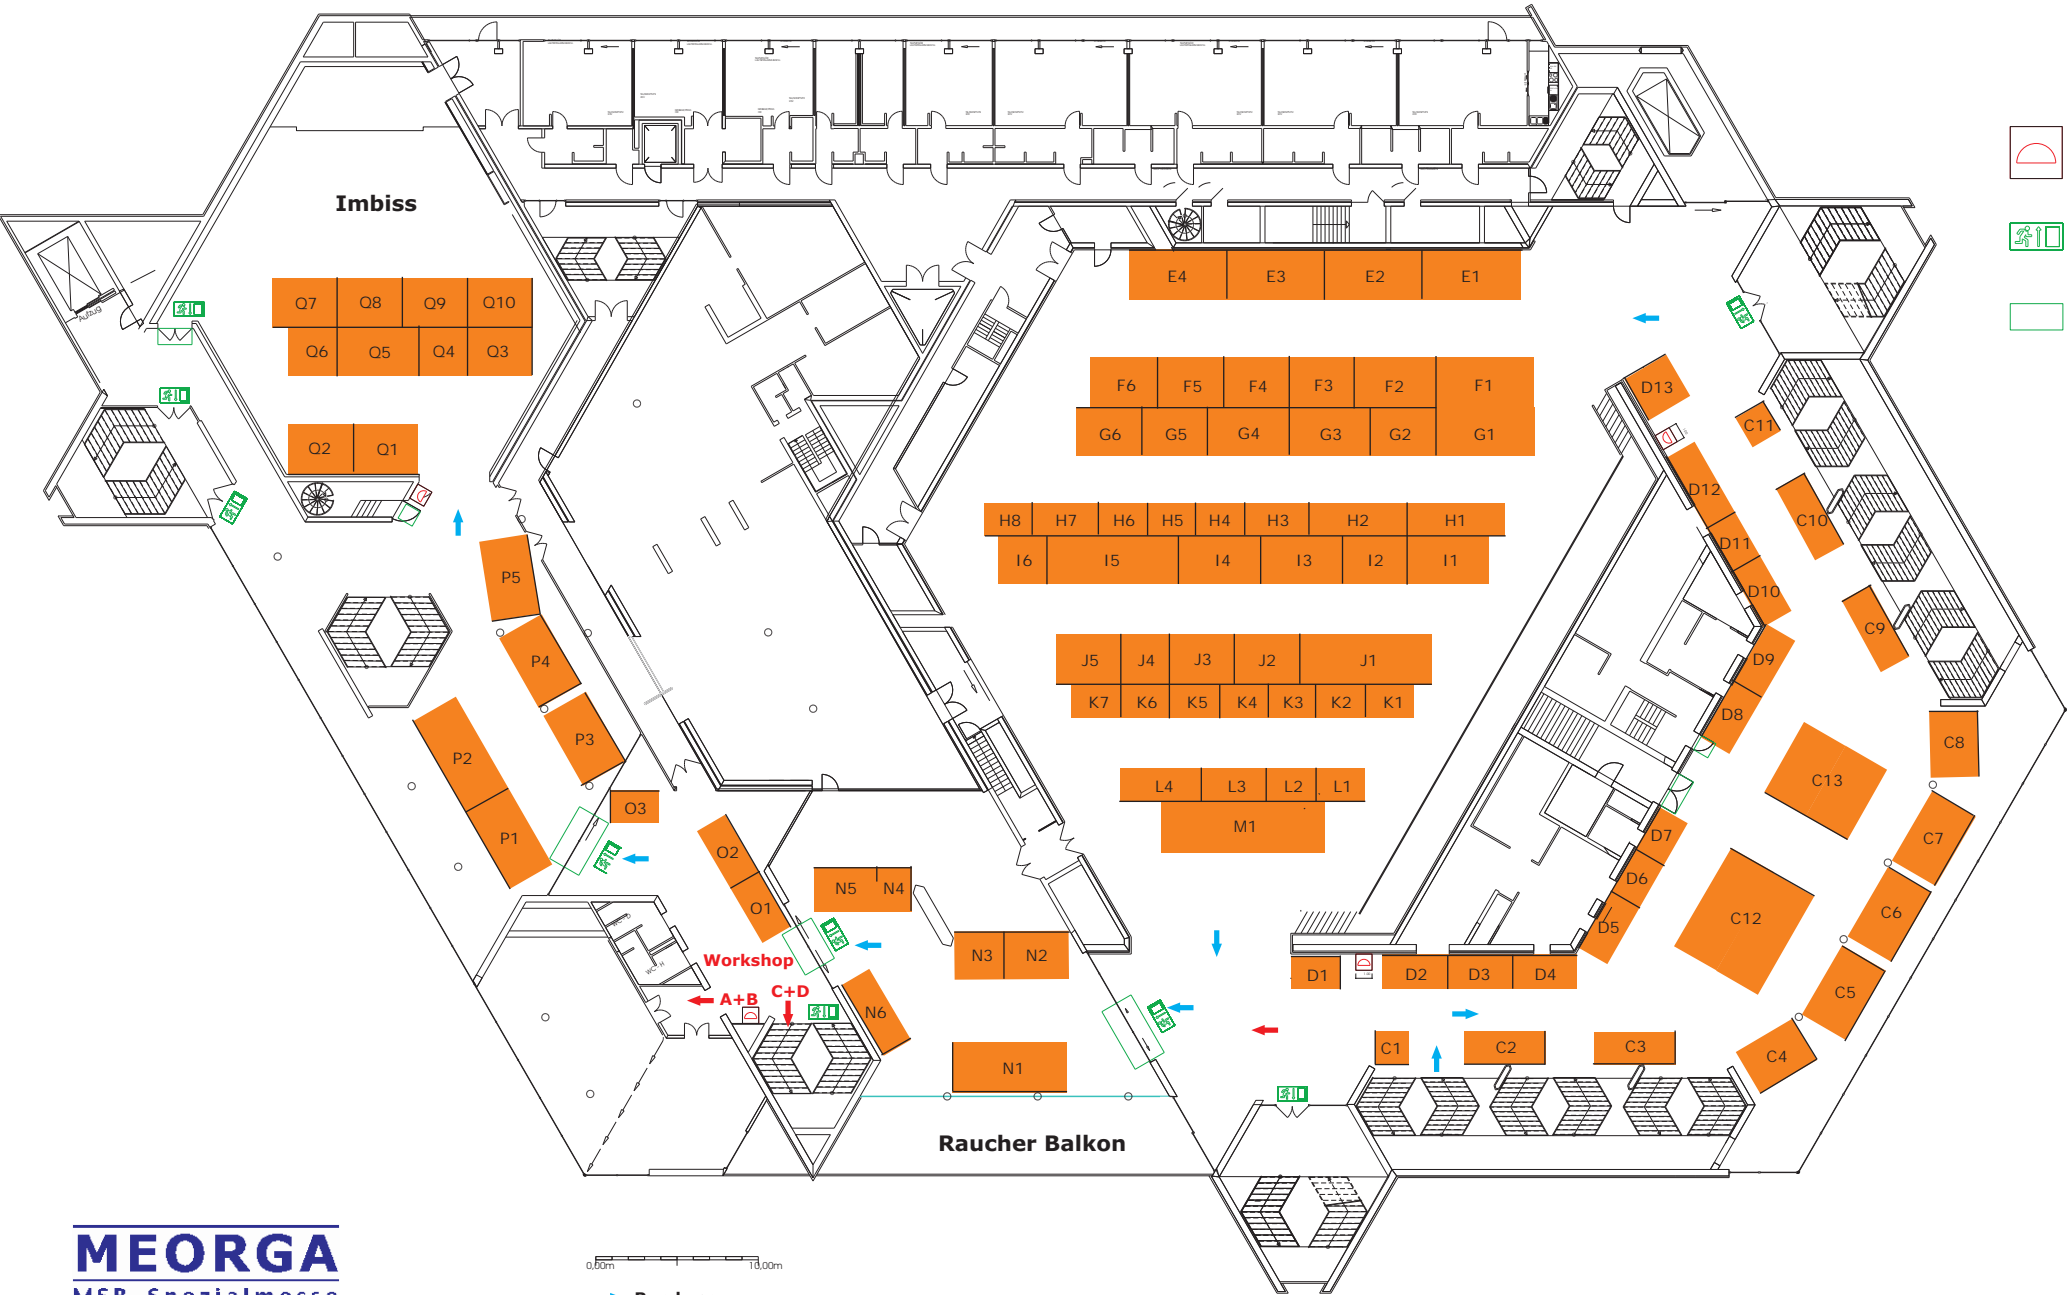 Imbiss
E4 E3 E2 E1
Q7 Q8 Q9 Q10
Aufzug
Q6 Q5 Q4 Q3
F6 F5 F4 F3 F2 F1
D13
C11
G6 G5 G4 G3 G2 G1
Q2 Q1
D12
C10
H8 H7 H6 H5 H4 H3 H2 H1
D11
I6 I5 I4 I3 I2 I1
P5
D10
C9
P4
J5 J4 J3 J2 J1
D9
K7 K6 K5 K4 K3 K2 K1
D8
P3
C8
P2
C13
L4 L3 L2 L1
O3
M1
P1
D7
C7
O2
D6
N5 N4
O1
C6
C12
D5
N3 N2
Workshop
D1 D2 D3 D4
C+D
A+B
C5
N6
C1 C2 C3
C4
N1
WC - H
Raucher Balkon
MEORGA
MSR-Spezialmesse
0,00m 10,00m